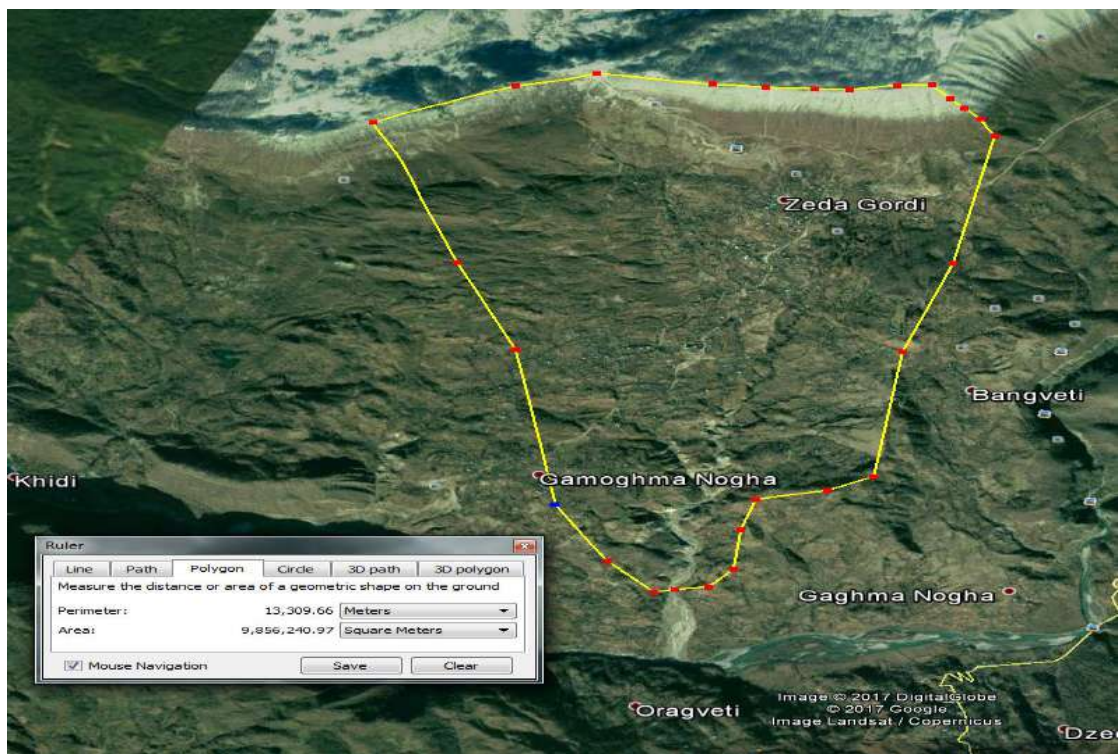 Zeda Gordi
Bangveti
Khidi
Gamoghma Nogha
Ruler
Line Path Polygon Circle 3D path 3D polygon
Measure the distance or area of a geometric shape on the ground
Perimeter: 13,309.66 Meters
Area: 9,856,240.97 Square Meters
Mouse Navigation Save Clear
Gaghma Nogha
Oragveti
Image © 2017 DigitalGlobe
© 2017 Google
Image Landsat / Copernicus
Dzed